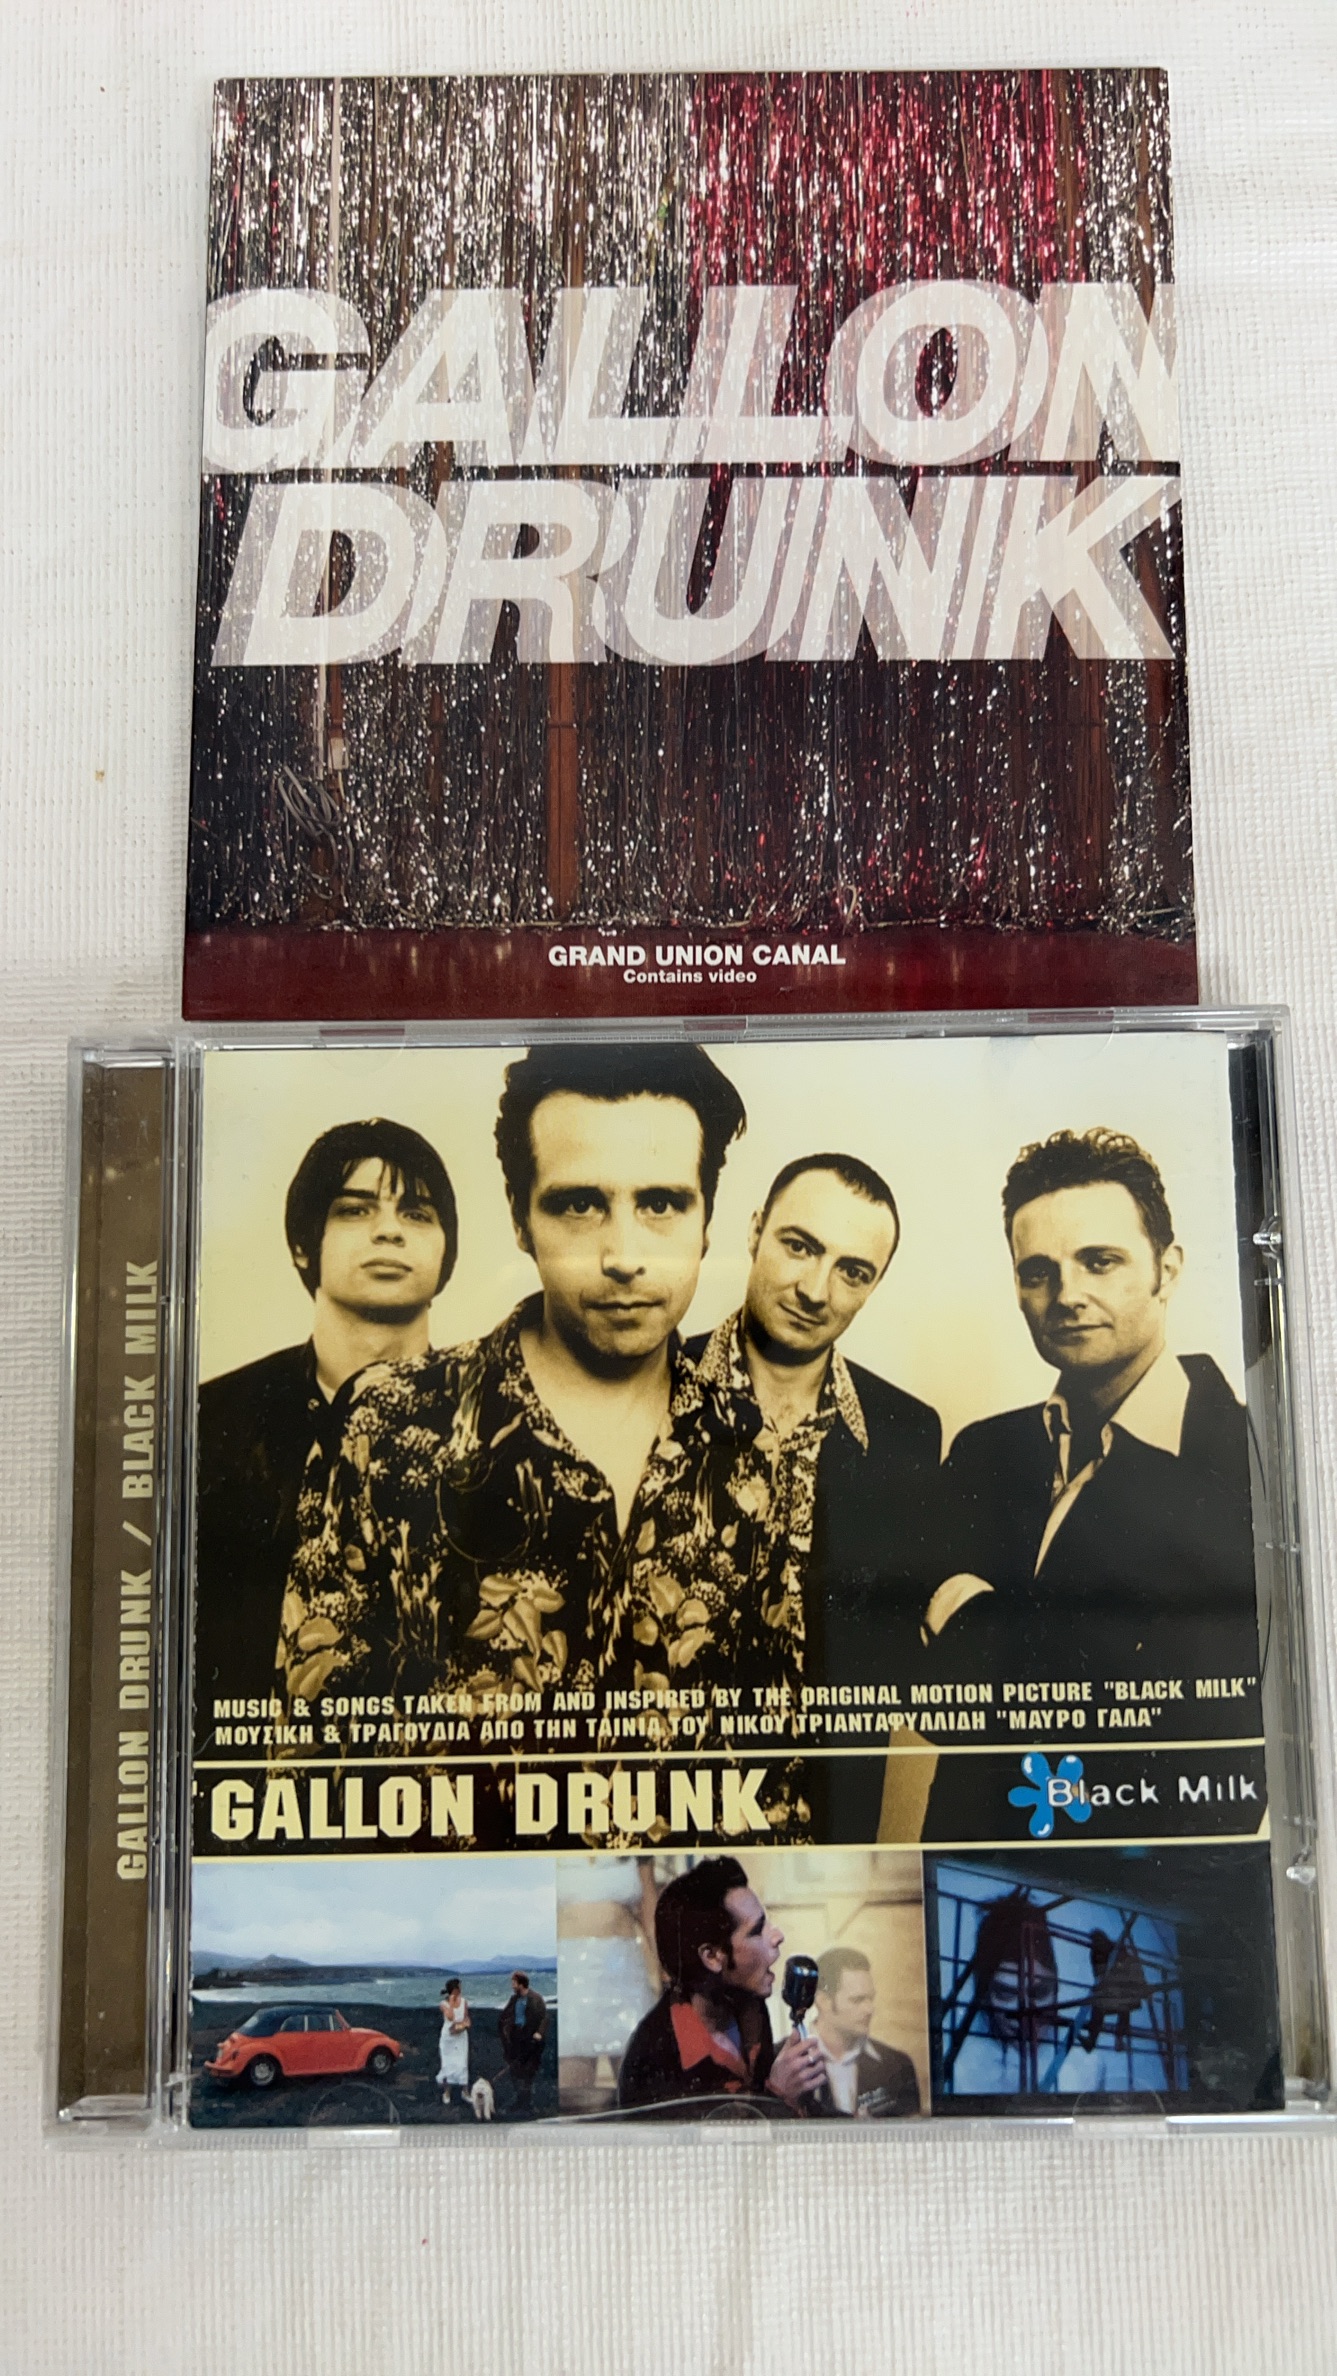 GALLON
DRUNK
GRAND UNION CANAL
Contains video
GALLON DRUNK / BLACK MILK
MUSIC & SONGS TAKEN FROM AND INSPIRED BY THE ORIGINAL MOTION PICTURE "BLACK MILK"
ΜΟΥΣΙΚΗ & ΤΡΑΓΟΥΔΙΑ ΑΠΟ ΤΗΝ ΤΑΙΝΙΑ ΤΟΥ ΝΙΚΟΥ ΤΡΙΑΝΤΑΦΥΛΛΙΔΗ "ΜΑΥΡΟ ΓΑΛΑ"
GALLON DRUNK
Black Milk